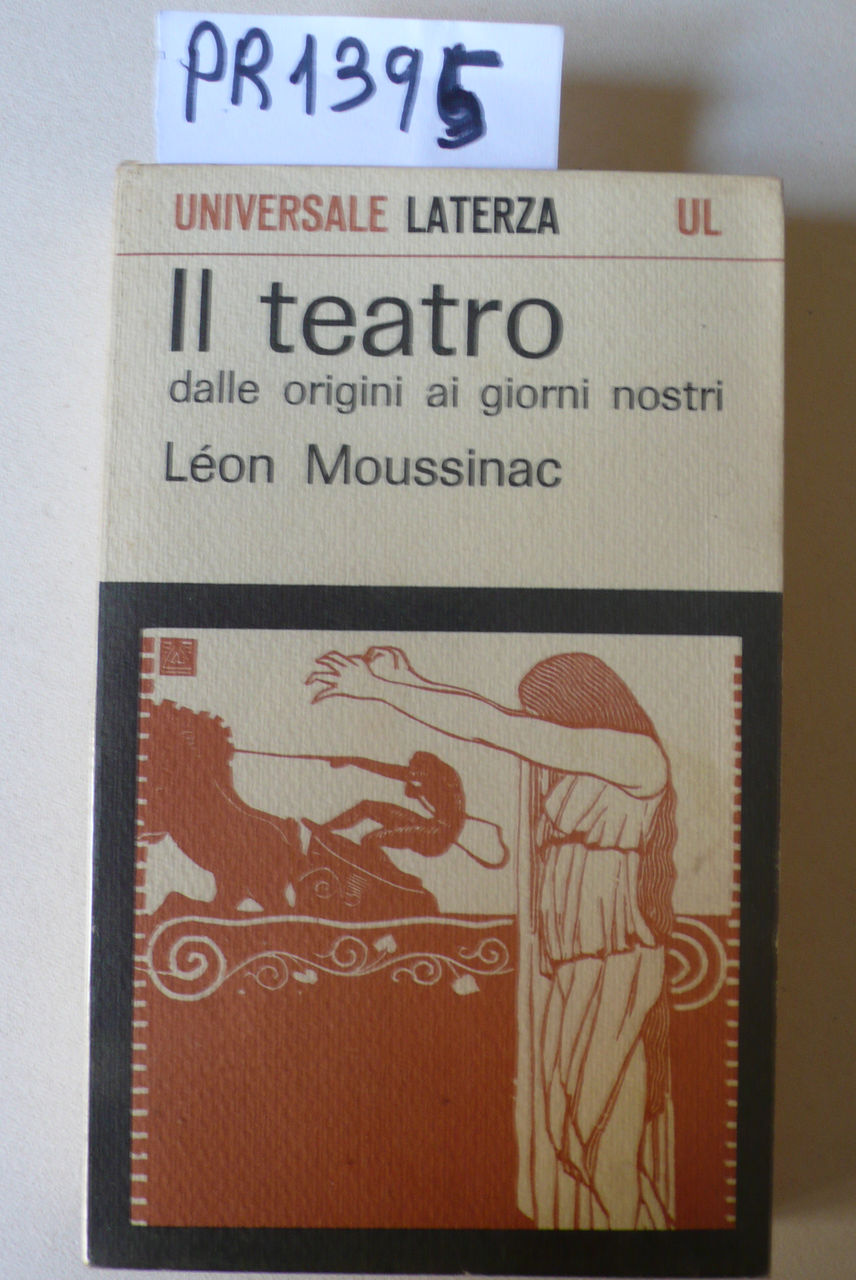 PR1395
UNIVERSALE LATERZA UL
Il teatro
dalle origini ai giorni nostri
Léon Moussinac